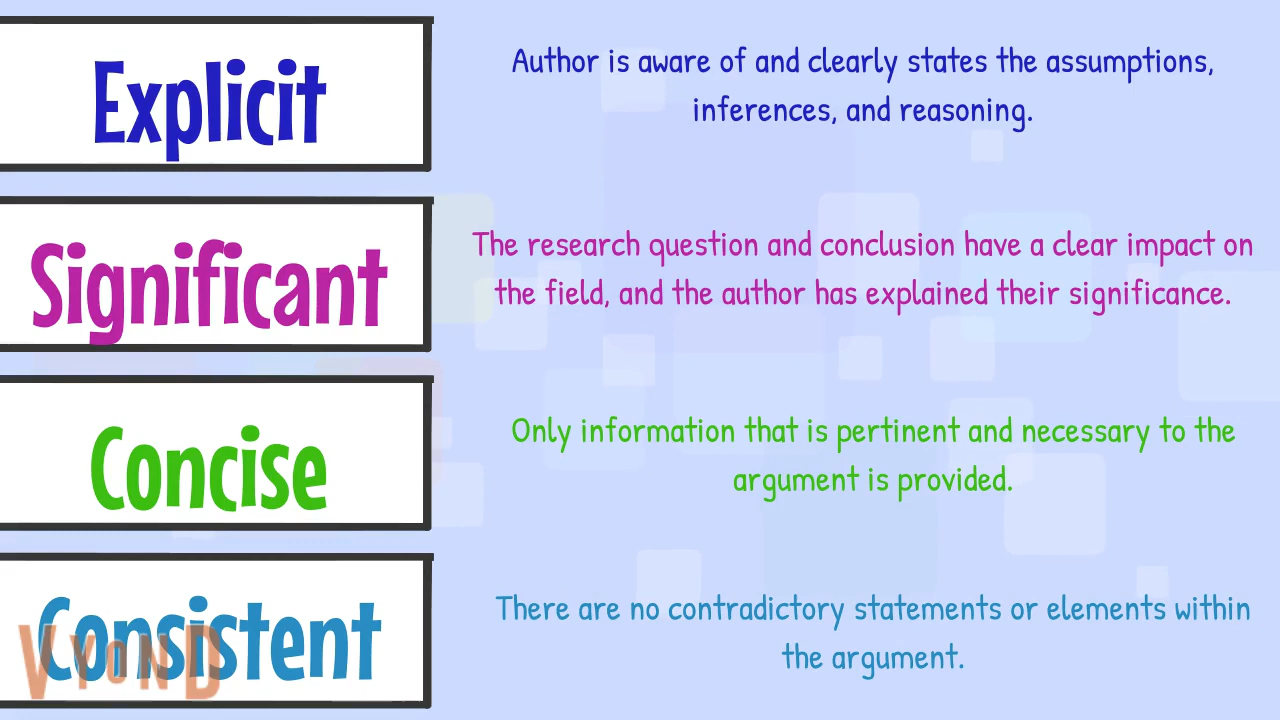 Explicit
Author is aware of and clearly states the assumptions,
inferences, and reasoning.
Significant
The research question and conclusion have a clear impact on
the field, and the author has explained their significance.
Concise
Only information that is pertinent and necessary to the
argument is provided.
Consistent
There are no contradictory statements or elements within
the argument.
VYOND